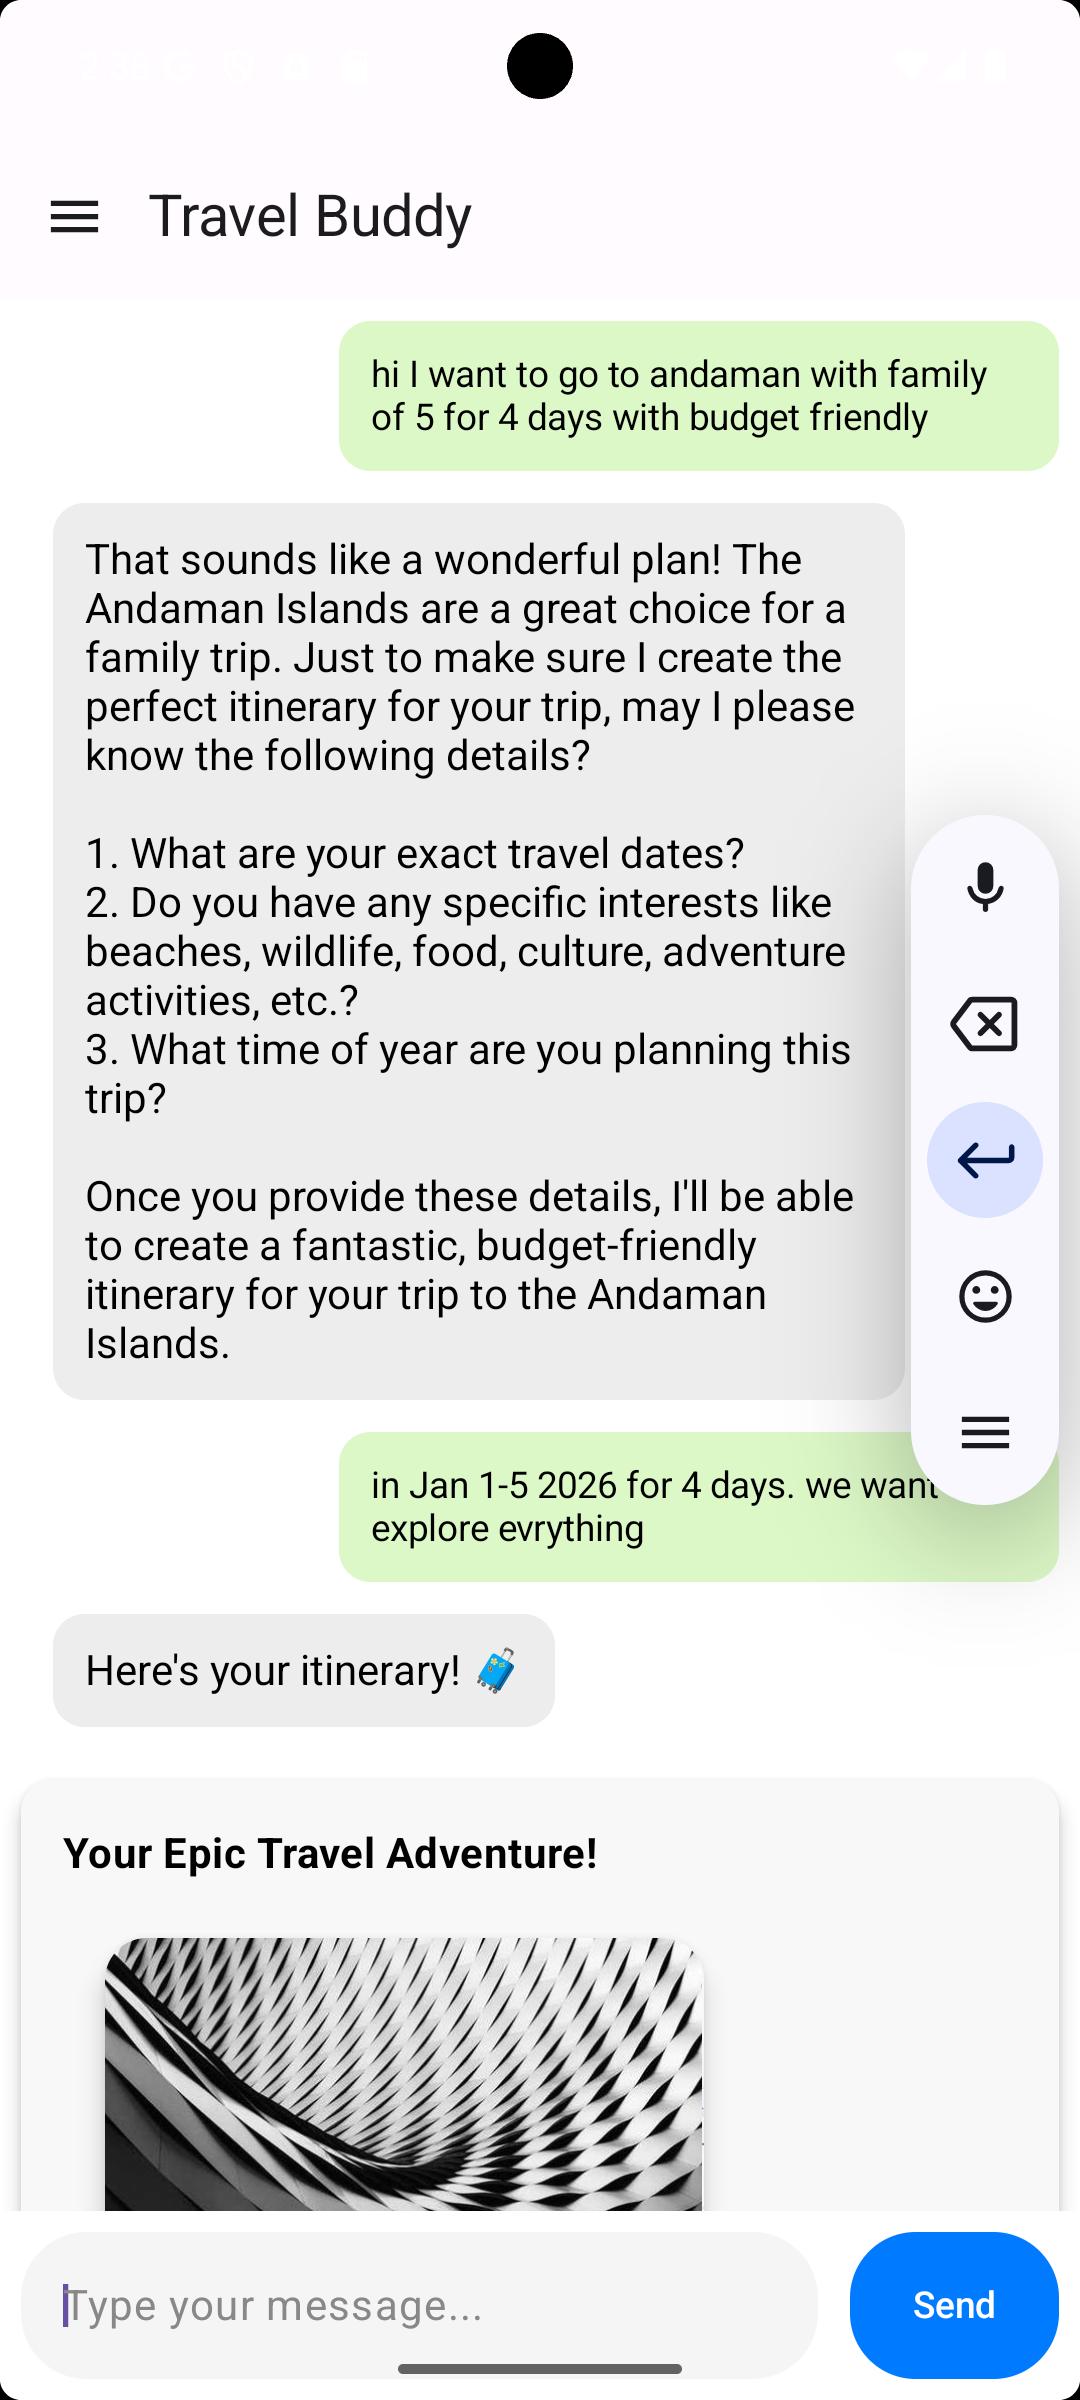 Travel Buddy
hi I want to go to andaman with family
of 5 for 4 days with budget friendly
That sounds like a wonderful plan! The
Andaman Islands are a great choice for a
family trip. Just to make sure I create the
perfect itinerary for your trip, may I please
know the following details?
1. What are your exact travel dates?
2. Do you have any specific interests like
beaches, wildlife, food, culture, adventure
activities, etc.?
3. What time of year are you planning this
trip?
Once you provide these details, I'll be able
to create a fantastic, budget-friendly
itinerary for your trip to the Andaman
Islands.
in Jan 1-5 2026 for 4 days. we want
explore evrything
Here's your itinerary! 🧳
Your Epic Travel Adventure!
Type your message...
Send